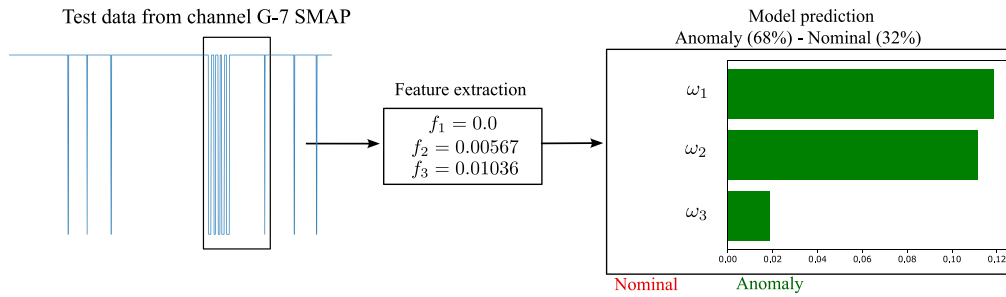 Test data from channel G-7 SMAP
Feature extraction
f₁ = 0.0
f₂ = 0.00567
f₃ = 0.01036
Model prediction
Anomaly (68%) - Nominal (32%)
ω₁
ω₂
ω₃
0.00 0.02 0.04 0.06 0.08 0.10 0.12
Nominal Anomaly